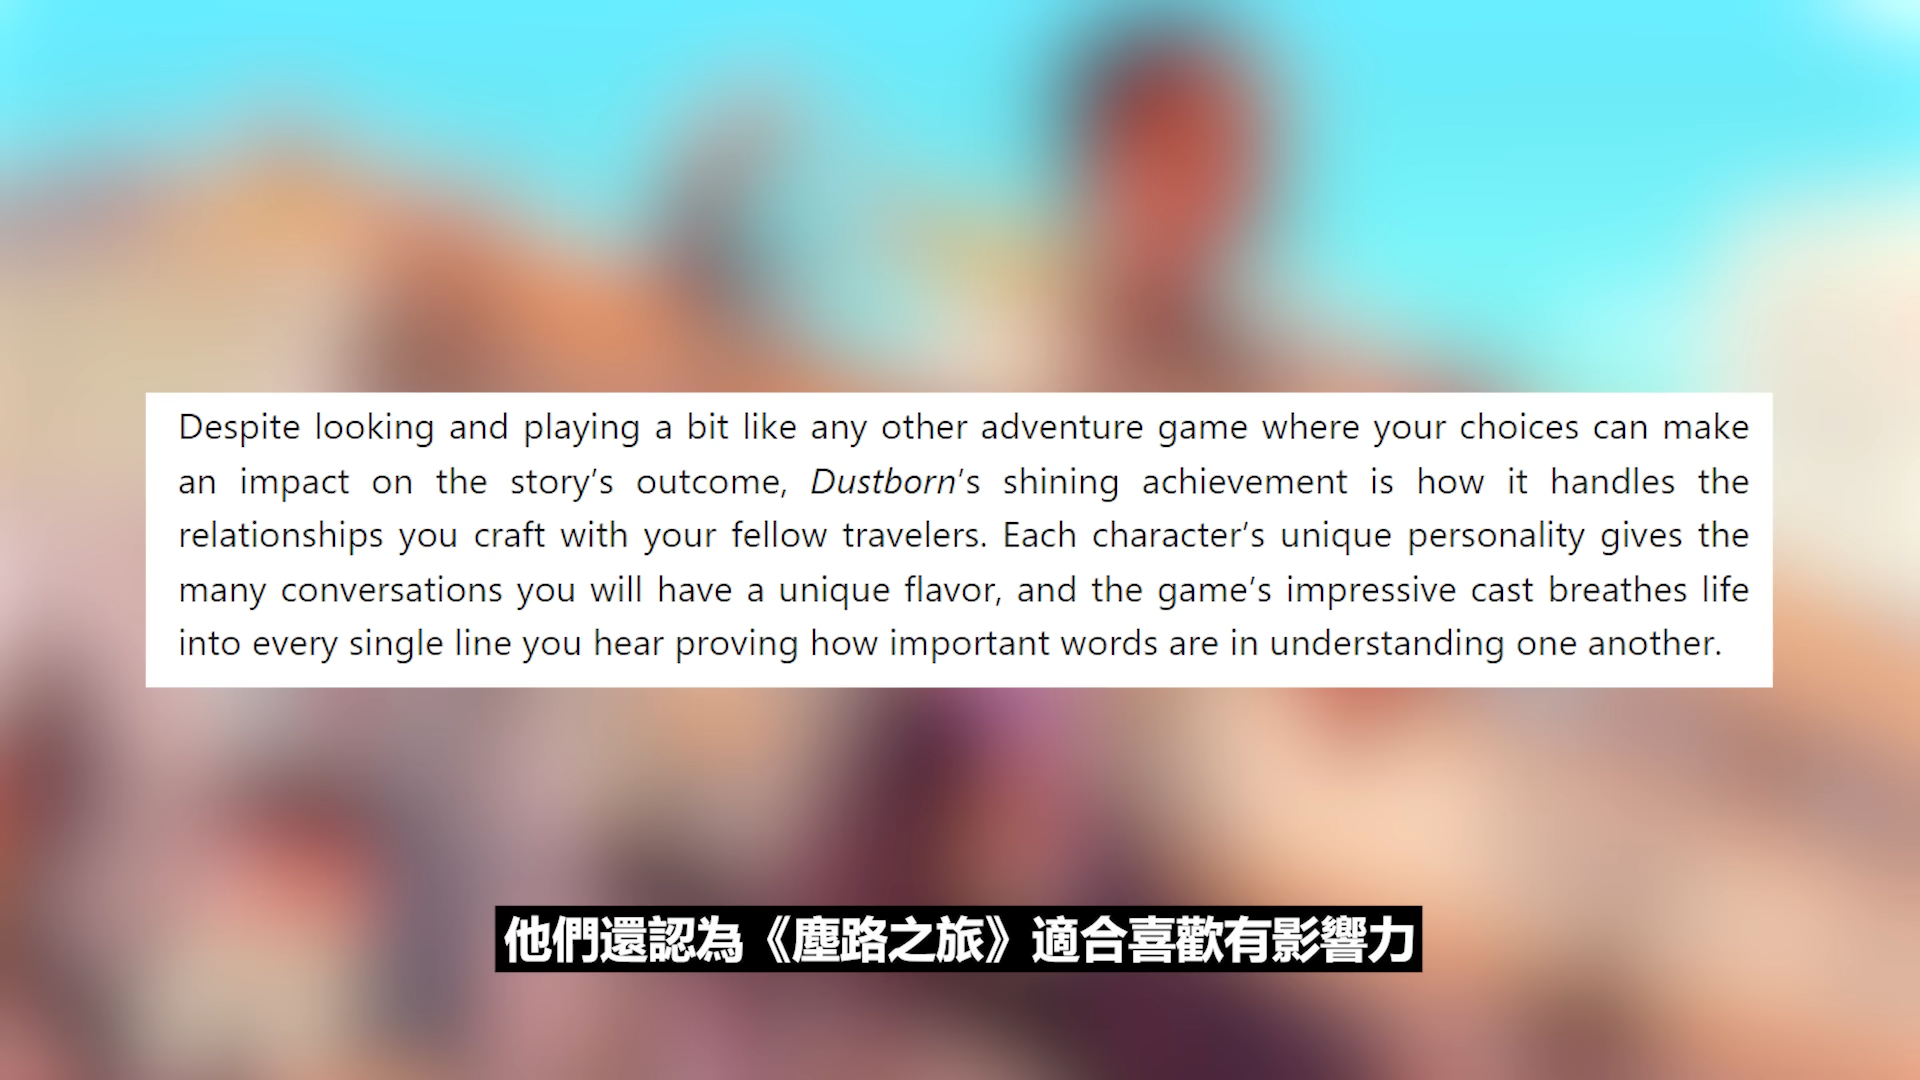 Despite looking and playing a bit like any other adventure game where your choices can make
an impact on the story’s outcome, Dustborn’s shining achievement is how it handles the
relationships you craft with your fellow travelers. Each character’s unique personality gives the
many conversations you will have a unique flavor, and the game’s impressive cast breathes life
into every single line you hear proving how important words are in understanding one another.
他們還認為《塵路之旅》適合喜歡有影響力